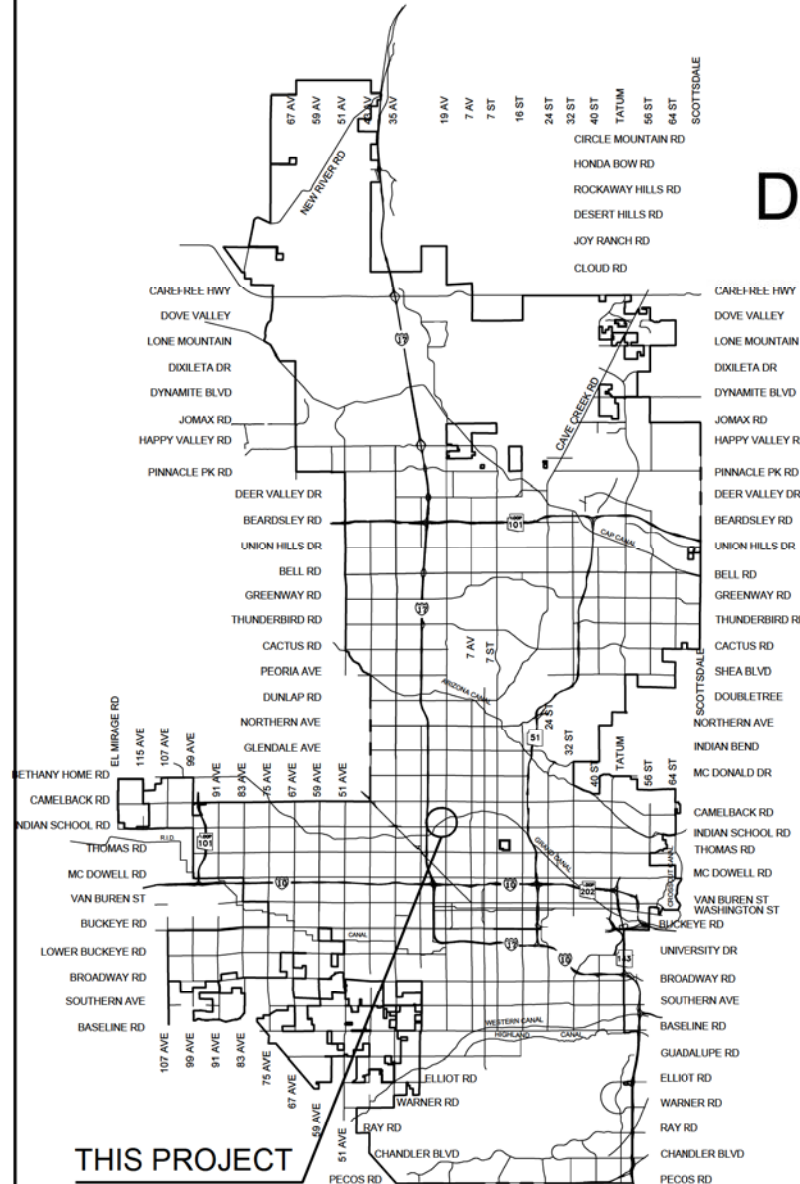 67 AV
59 AV
51 AV
43 AV
35 AV
19 AV
7 AV
7 ST
16 ST
24 ST
32 ST
40 ST
TATUM
56 ST
64 ST
SCOTTSDALE
CIRCLE MOUNTAIN RD
HONDA BOW RD
ROCKAWAY HILLS RD
DESERT HILLS RD
JOY RANCH RD
CLOUD RD
D
NEW RIVER RD
CAREFREE HWY
CAREFREE HWY
DOVE VALLEY
DOVE VALLEY
LONE MOUNTAIN
17
LONE MOUNTAIN
DIXILETA DR
DIXILETA DR
DYNAMITE BLVD
CAVE CREEK RD
DYNAMITE BLVD
JOMAX RD
JOMAX RD
HAPPY VALLEY RD
HAPPY VALLEY R
PINNACLE PK RD
PINNACLE PK RD
DEER VALLEY DR
DEER VALLEY DR
BEARDSLEY RD
LOOP
101
BEARDSLEY RD
CAP CANAL
UNION HILLS DR
UNION HILLS DR
BELL RD
BELL RD
GREENWAY RD
17
GREENWAY RD
THUNDERBIRD RD
THUNDERBIRD RD
CACTUS RD
7 AV
7 ST
CACTUS RD
PEORIA AVE
SCOTTSDALE
SHEA BLVD
DUNLAP RD
ARIZONA CANAL
DOUBLETREE
NORTHERN AVE
24 ST
NORTHERN AVE
GLENDALE AVE
51
32 ST
40 ST
TATUM
56 ST
64 ST
INDIAN BEND
EL MIRAGE RD
115 AVE
107 AVE
99 AVE
91 AVE
83 AVE
75 AVE
67 AVE
59 AVE
51 AVE
BETHANY HOME RD
MC DONALD DR
CAMELBACK RD
CAMELBACK RD
INDIAN SCHOOL RD
INDIAN SCHOOL RD
R.I.D.
THOMAS RD
LOOP
101
GRAND CANAL
THOMAS RD
MC DOWELL RD
10
10
LOOP
202
CROSSCUT CANAL
MC DOWELL RD
VAN BUREN ST
VAN BUREN ST
WASHINGTON ST
BUCKEYE RD
BUCKEYE RD
CANAL
LOWER BUCKEYE RD
17
10
143
UNIVERSITY DR
BROADWAY RD
BROADWAY RD
SOUTHERN AVE
SOUTHERN AVE
BASELINE RD
WESTERN CANAL
BASELINE RD
HIGHLAND CANAL
107 AVE
99 AVE
91 AVE
83 AVE
75 AVE
67 AVE
59 AVE
51 AVE
GUADALUPE RD
ELLIOT RD
ELLIOT RD
WARNER RD
WARNER RD
RAY RD
RAY RD
THIS PROJECT
CHANDLER BLVD
CHANDLER BLVD
PECOS RD
PECOS RD